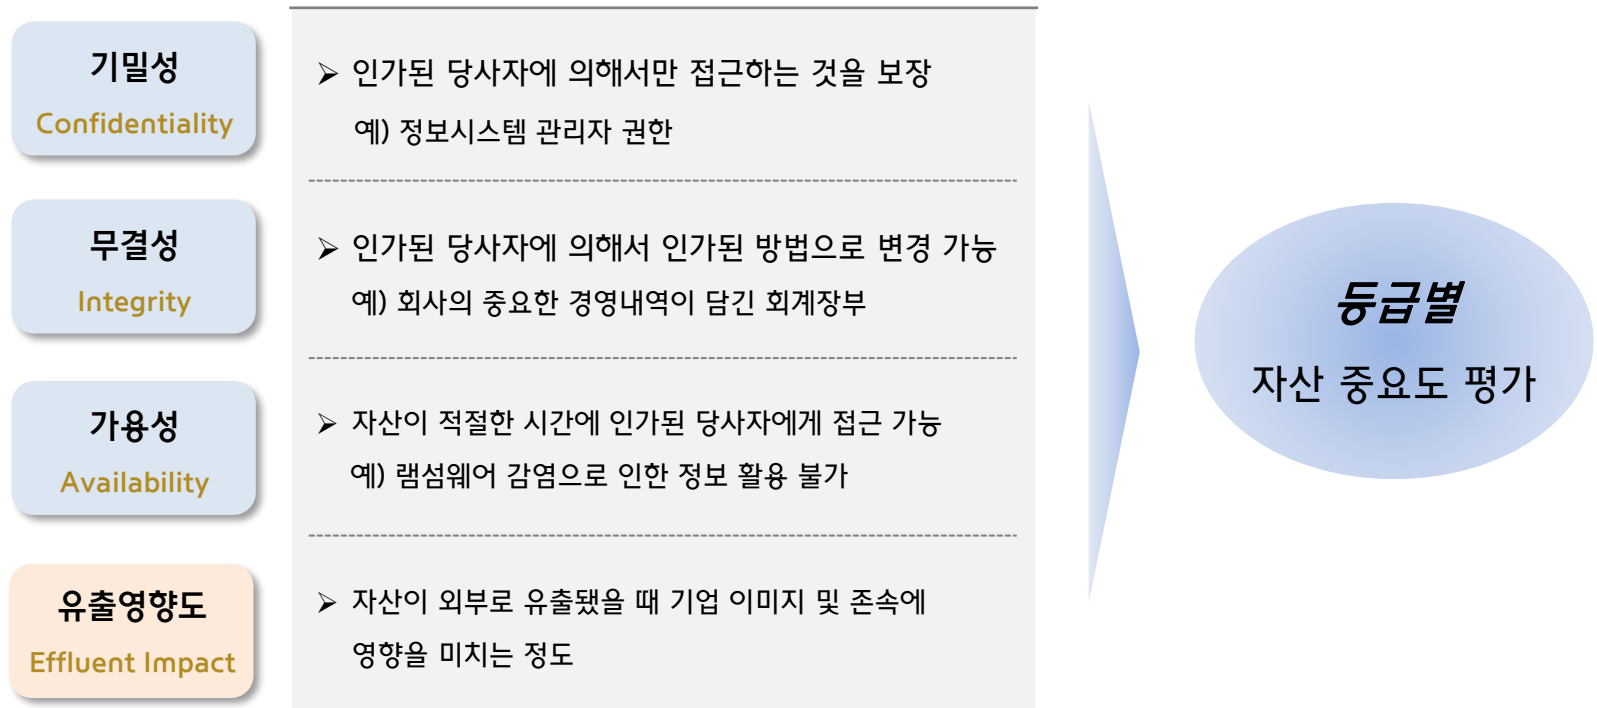 기밀성
Confidentiality
➢ 인가된 당사자에 의해서만 접근하는 것을 보장
예) 정보시스템 관리자 권한
무결성
Integrity
➢ 인가된 당사자에 의해서 인가된 방법으로 변경 가능
예) 회사의 중요한 경영내역이 담긴 회계장부
가용성
Availability
➢ 자산이 적절한 시간에 인가된 당사자에게 접근 가능
예) 램섬웨어 감염으로 인한 정보 활용 불가
유출영향도
Effluent Impact
➢ 자산이 외부로 유출됐을 때 기업 이미지 및 존속에
영향을 미치는 정도
등급별
자산 중요도 평가